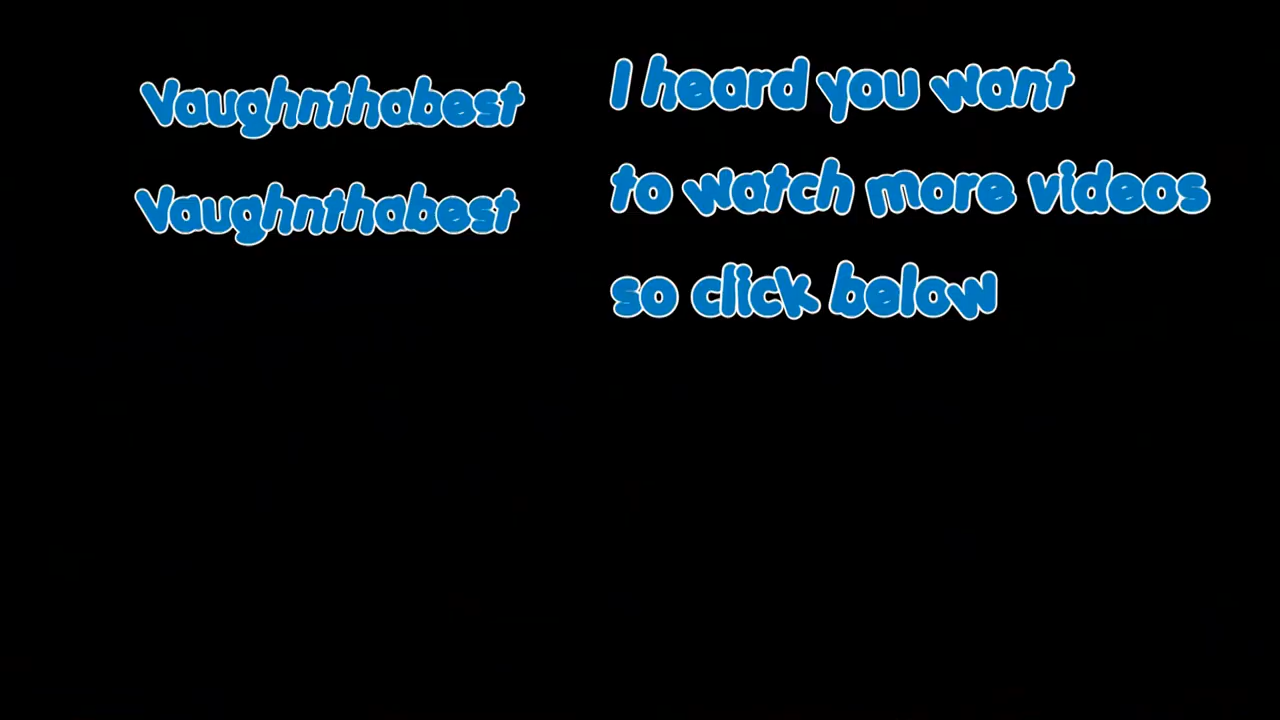 Vaughnthabest
Vaughnthabest
I heard you want
to watch more videos
so click below